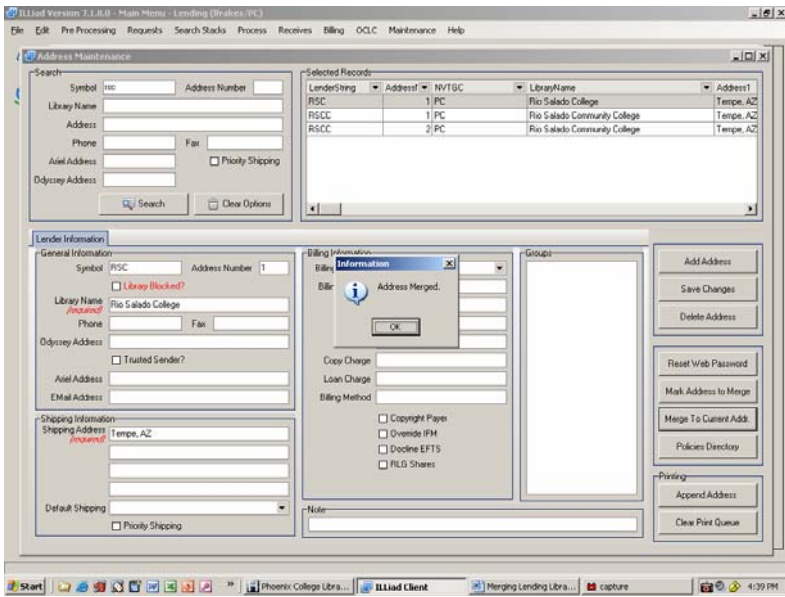 ILLiad Version 7.1.8.0 - Main Menu - Lending (Brakes/PC)
File Edit Pre Processing Requests Search Stacks Process Receives Billing OCLC Maintenance Help
Address Maintenance
Search
Symbol rsc Address Number
Library Name
Address
Phone Fax
Ariel Address Priority Shipping
Odyssey Address
Search Clear Options
Selected Records
LenderString AddressN NVTGC LibraryName Address1
RSC 1 PC Rio Salado College Tempe, AZ
RSCC 1 PC Rio Salado Community College Tempe, AZ
RSCC 2 PC Rio Salado Community College Tempe, AZ
Lender Information
General Information
Symbol RSC Address Number 1
Library Blocked?
Library Name Rio Salado College
(required)
Phone Fax
Odyssey Address
Trusted Sender?
Ariel Address
EMail Address
Shipping Information
Shipping Address Tempe, AZ
(required)
Default Shipping
Priority Shipping
Billing Information
Information
Address Merged.
OK
Copy Charge
Loan Charge
Billing Method
Copyright Payer
Override IFM
Docline EFTS
RLG Shares
Note
Groups
Add Address
Save Changes
Delete Address
Reset Web Password
Mark Address to Merge
Merge To Current Addr.
Policies Directory
Printing
Append Address
Clear Print Queue
Start Phoenix College Libra... ILLiad Client Merging Lending Libra... capture 4:39 PM